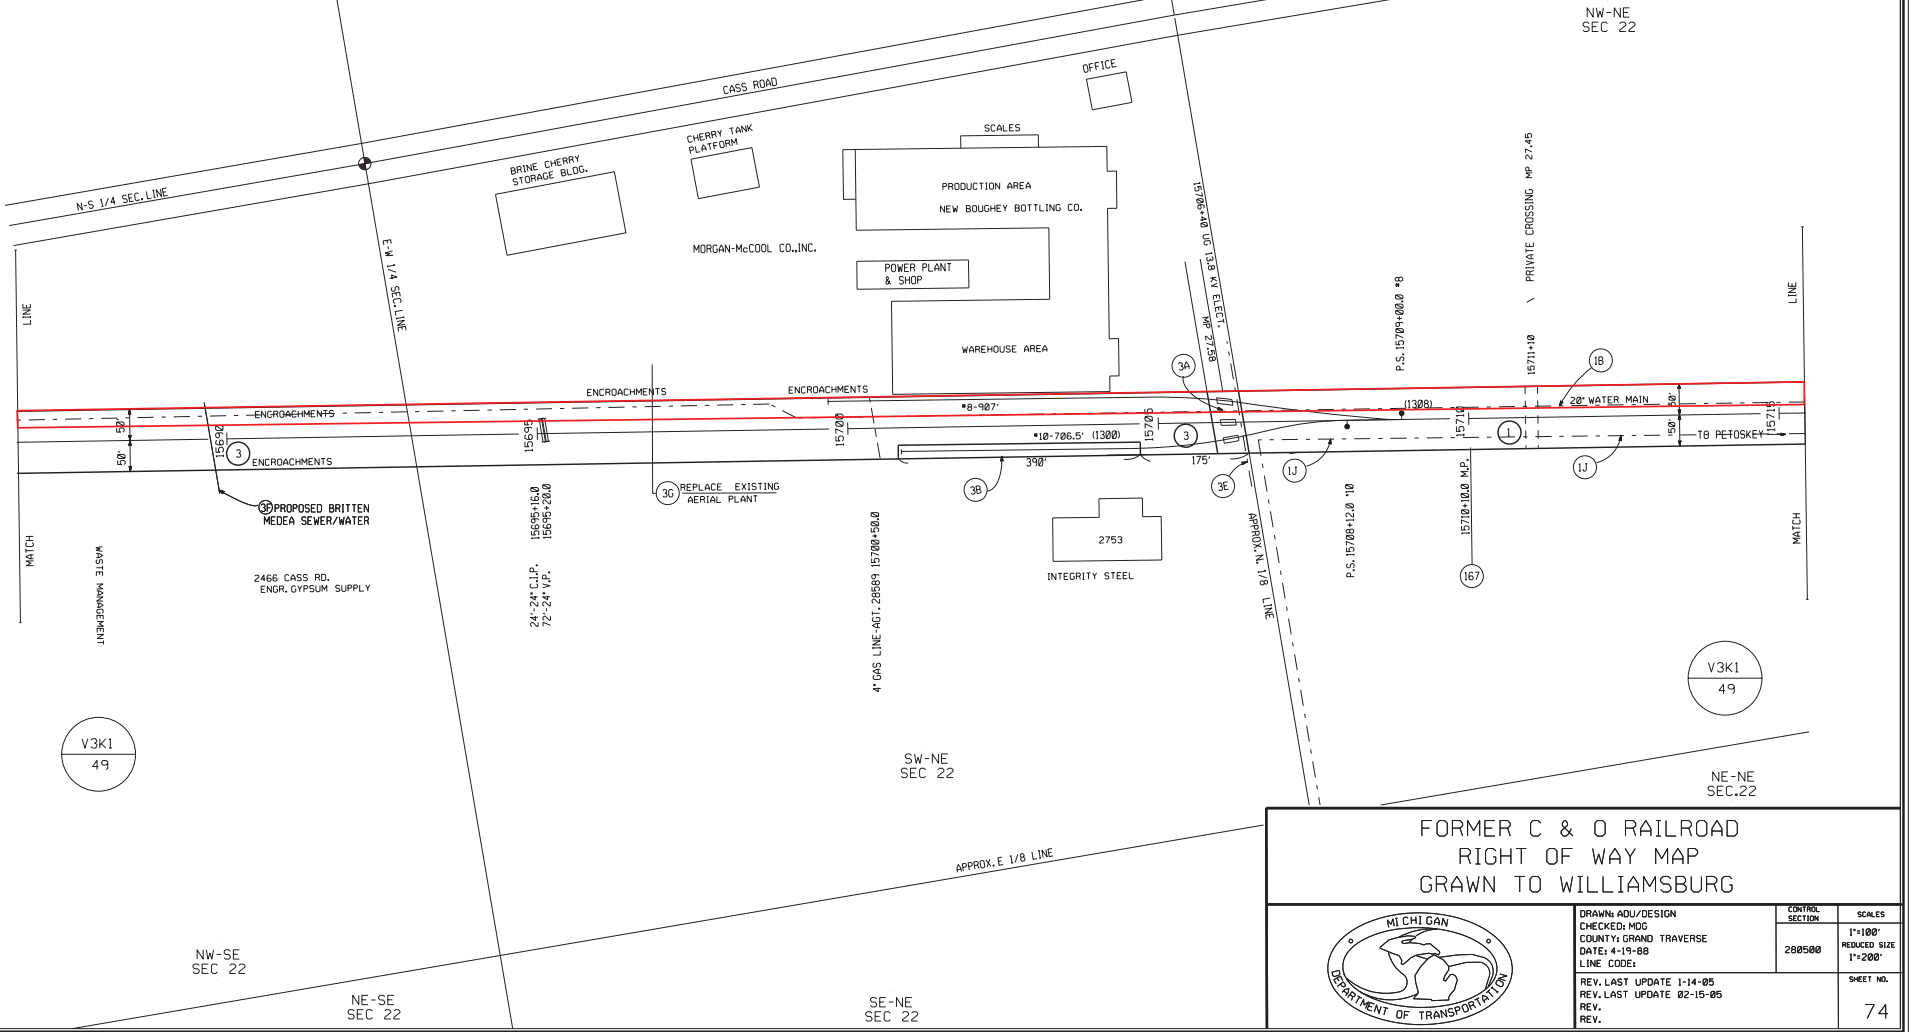 NW-NE
SEC 22
OFFICE
CASS ROAD
SCALES
CHERRY TANK
PLATFORM
BRINE CHERRY
STORAGE BLDG.
N-S 1/4 SEC. LINE
PRODUCTION AREA
NEW BOUGHEY BOTTLING CO.
MORGAN-McCOOL CO.,INC.
POWER PLANT
& SHOP
WAREHOUSE AREA
E-W 1/4 SEC. LINE
15706+40 UG 13.8 KV ELECT.
MP 27.58
P.S. 15709+00.0 #8
PRIVATE CROSSING MP 27.45
15711+10
LINE
LINE
3A
1B
ENCROACHMENTS
ENCROACHMENTS
ENCROACHMENTS
#8-907'
(1308)
20" WATER MAIN
50'
50'
50'
50'
15690
15695
15700
15705
15710
15715
#10-706.5' (1300)
3
3
1
TO PETOSKEY
ENCROACHMENTS
390'
175'
3G
REPLACE EXISTING
AERIAL PLANT
3B
3E
1J
1J
3F PROPOSED BRITTEN
MEDEA SEWER/WATER
15695+16.0
15695+20.0
24'-24" C.I.P.
72'-24" V.P.
4" GAS LINE-AGT. 28589 15700+50.0
2753
INTEGRITY STEEL
APPROX. N. 1/8 LINE
P.S. 15708+12.0 #10
15710+10.0 M.P.
167
MATCH
MATCH
WASTE MANAGEMENT
2466 CASS RD.
ENGR. GYPSUM SUPPLY
V3K1
49
V3K1
49
SW-NE
SEC 22
NE-NE
SEC.22
APPROX. E 1/8 LINE
NW-SE
SEC 22
NE-SE
SEC 22
SE-NE
SEC 22
FORMER C & O RAILROAD
RIGHT OF WAY MAP
GRAWN TO WILLIAMSBURG
MICHIGAN
DEPARTMENT OF TRANSPORTATION
DRAWN: ADU/DESIGN
CHECKED: MDG
COUNTY: GRAND TRAVERSE
DATE: 4-19-88
LINE CODE:
REV. LAST UPDATE 1-14-05
REV. LAST UPDATE 02-15-05
REV.
REV.
CONTROL
SECTION
280500
SCALES
1"=100'
REDUCED SIZE
1"=200'
SHEET NO.
74